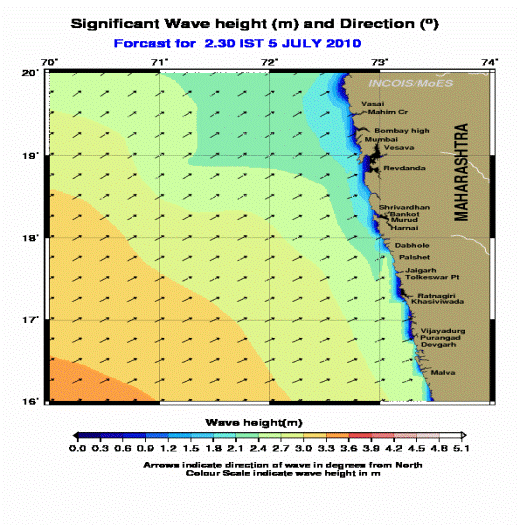 Significant Wave height (m) and Direction (º)
Forcast for 2.30 IST 5 JULY 2010
70° 71° 72° 73° 74°
20°
INCOIS/MoES
Vasai
Mahim Cr
Bombay high
Mumbai
Vesava
19°
Revdanda
MAHARASHTRA
Shrivardhan
Bankot
Murud
Harnai
18°
Dabhole
Palshet
Jaigarh
Tolkeswar Pt
Ratnagiri
Khasiviwada
17°
Vijayadurg
Purangad
Devgarh
Malva
16°
Wave height(m)
0.0 0.3 0.6 0.9 1.2 1.5 1.8 2.1 2.4 2.7 3.0 3.3 3.6 3.9 4.2 4.5 4.8 5.1
Arrows indicate direction of wave in degrees from North
Colour Scale indicate wave height in m